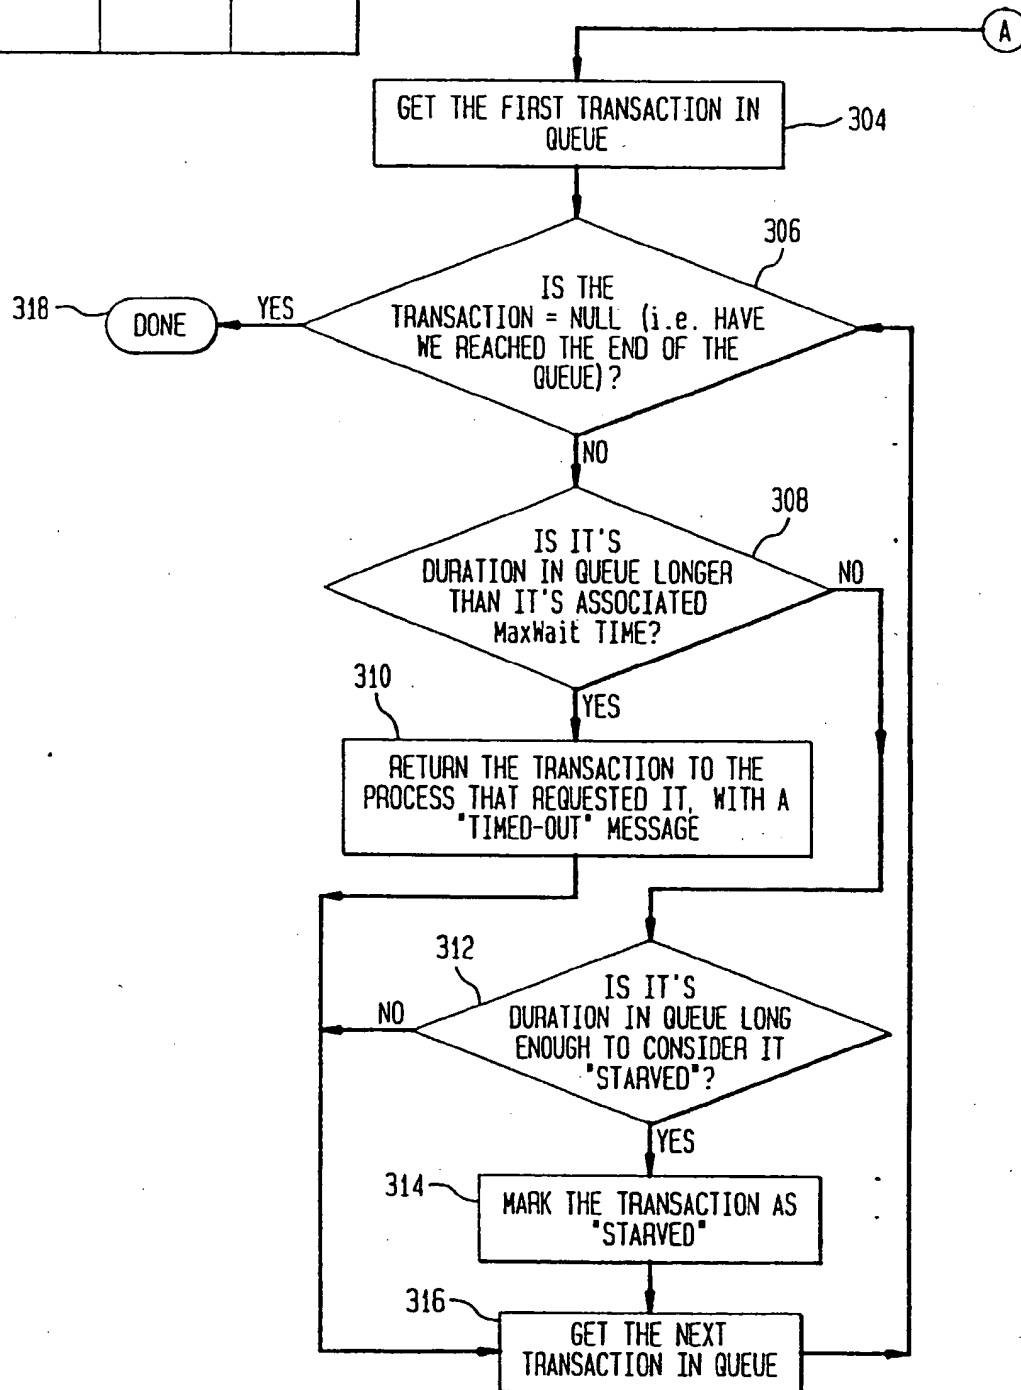 A
GET THE FIRST TRANSACTION IN
QUEUE
304
306
IS THE
TRANSACTION = NULL (i.e. HAVE
WE REACHED THE END OF THE
QUEUE)?
318
DONE
YES
NO
308
IS IT'S
DURATION IN QUEUE LONGER
THAN IT'S ASSOCIATED
MaxWait TIME?
NO
310
YES
RETURN THE TRANSACTION TO THE
PROCESS THAT REQUESTED IT, WITH A
"TIMED-OUT" MESSAGE
312
IS IT'S
DURATION IN QUEUE LONG
ENOUGH TO CONSIDER IT
"STARVED"?
NO
YES
314
MARK THE TRANSACTION AS
"STARVED"
316
GET THE NEXT
TRANSACTION IN QUEUE